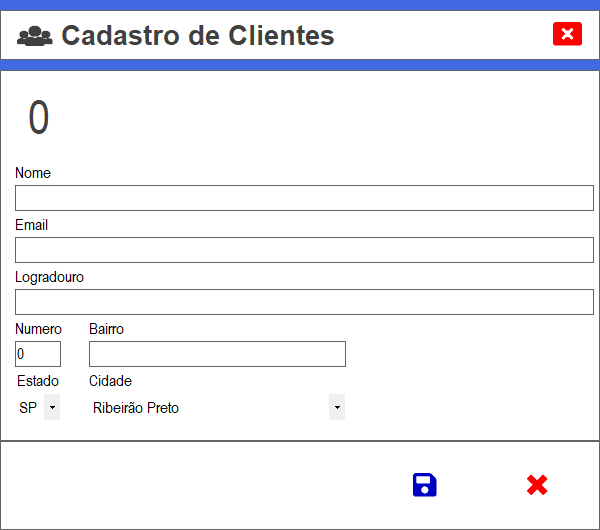 Cadastro de Clientes
0
Nome
Email
Logradouro
Numero Bairro
0
Estado Cidade
SP Ribeirão Preto